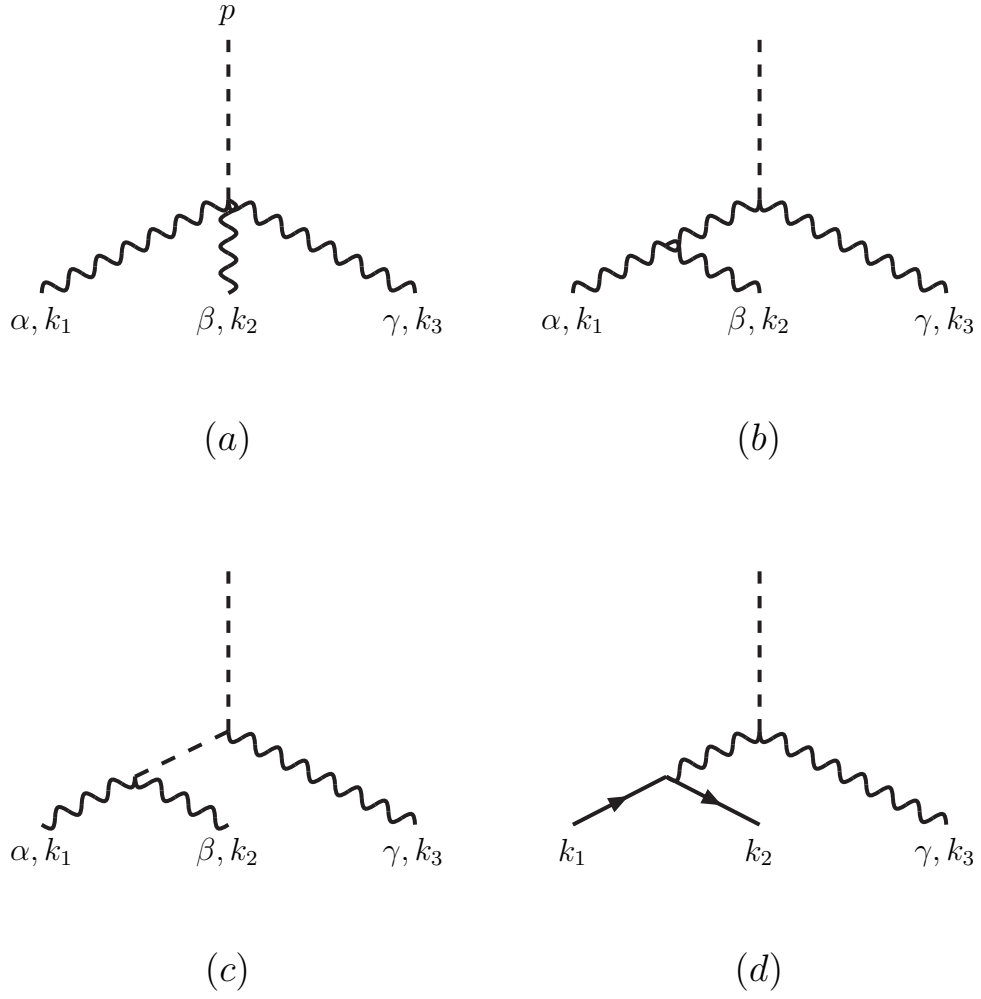 p
α, k₁ β, k₂ γ, k₃ α, k₁ β, k₂ γ, k₃
(a) (b)
α, k₁ β, k₂ γ, k₃ k₁ k₂ γ, k₃
(c) (d)